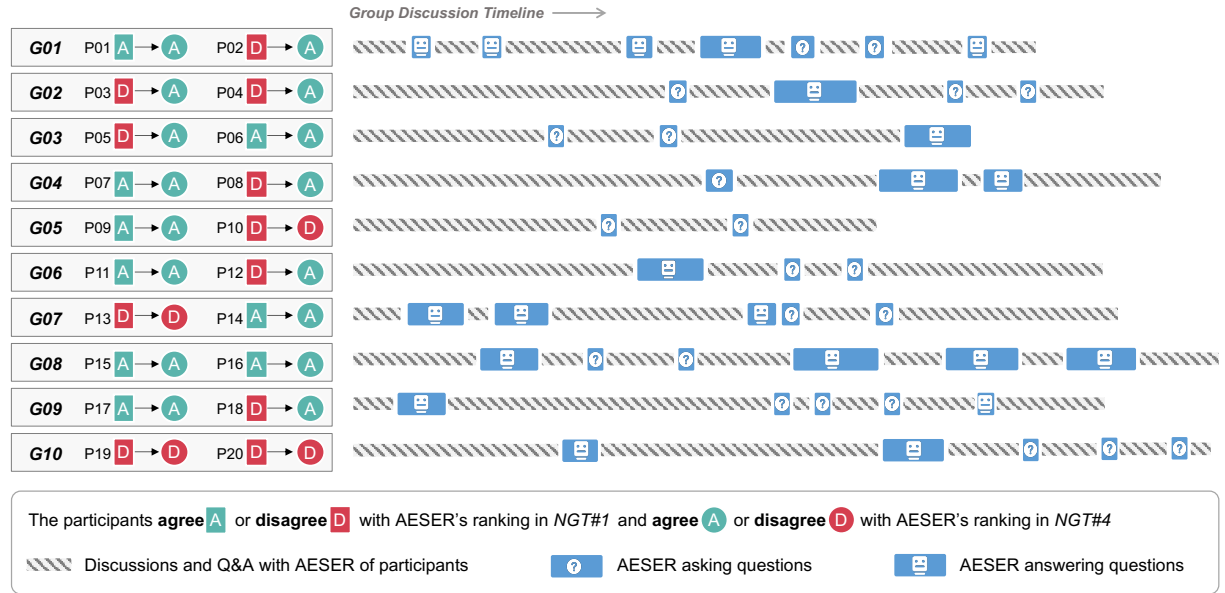 Group Discussion Timeline
G01 P01 A A P02 D A
G02 P03 D A P04 D A
G03 P05 D A P06 A A
G04 P07 A A P08 D A
G05 P09 A A P10 D D
G06 P11 A A P12 D A
G07 P13 D D P14 A A
G08 P15 A A P16 A A
G09 P17 A A P18 D A
G10 P19 D D P20 D D
The participants agree A or disagree D with AESER's ranking in NGT#1 and agree A or disagree D with AESER's ranking in NGT#4
Discussions and Q&A with AESER of participants ? AESER asking questions AESER answering questions